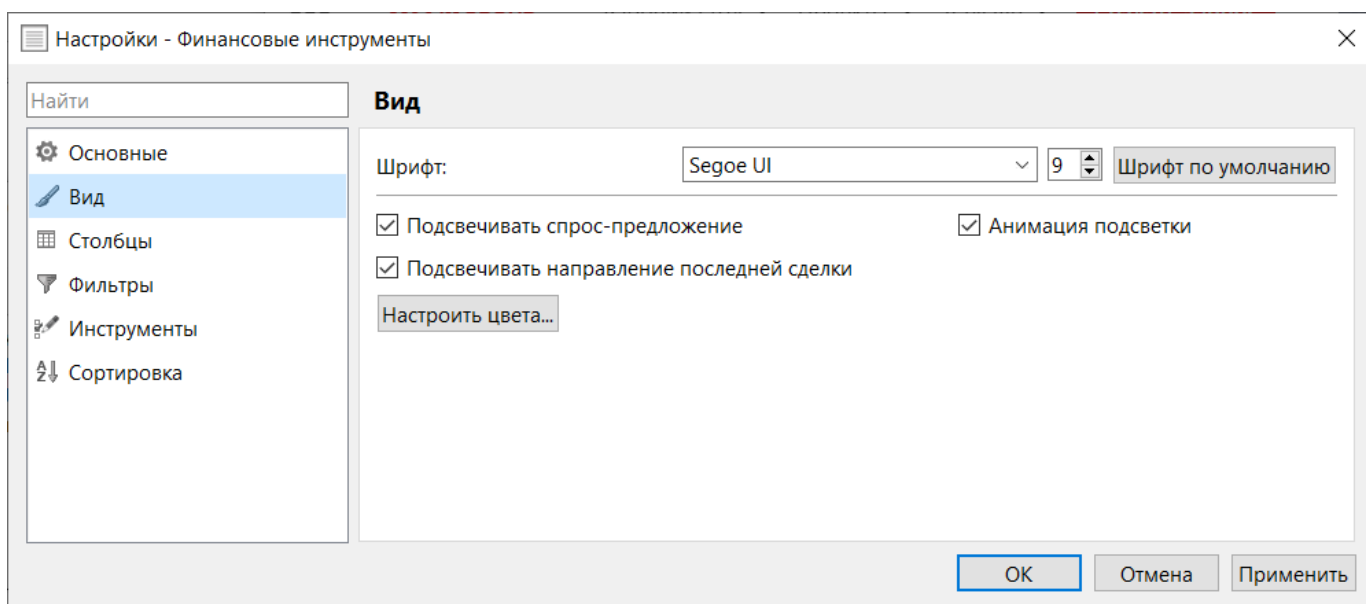 Настройки - Финансовые инструменты
Найти
Основные
Вид
Столбцы
Фильтры
Инструменты
Сортировка
Вид
Шрифт: Segoe UI 9 Шрифт по умолчанию
Подсвечивать спрос-предложение Анимация подсветки
Подсвечивать направление последней сделки
Настроить цвета...
OK Отмена Применить